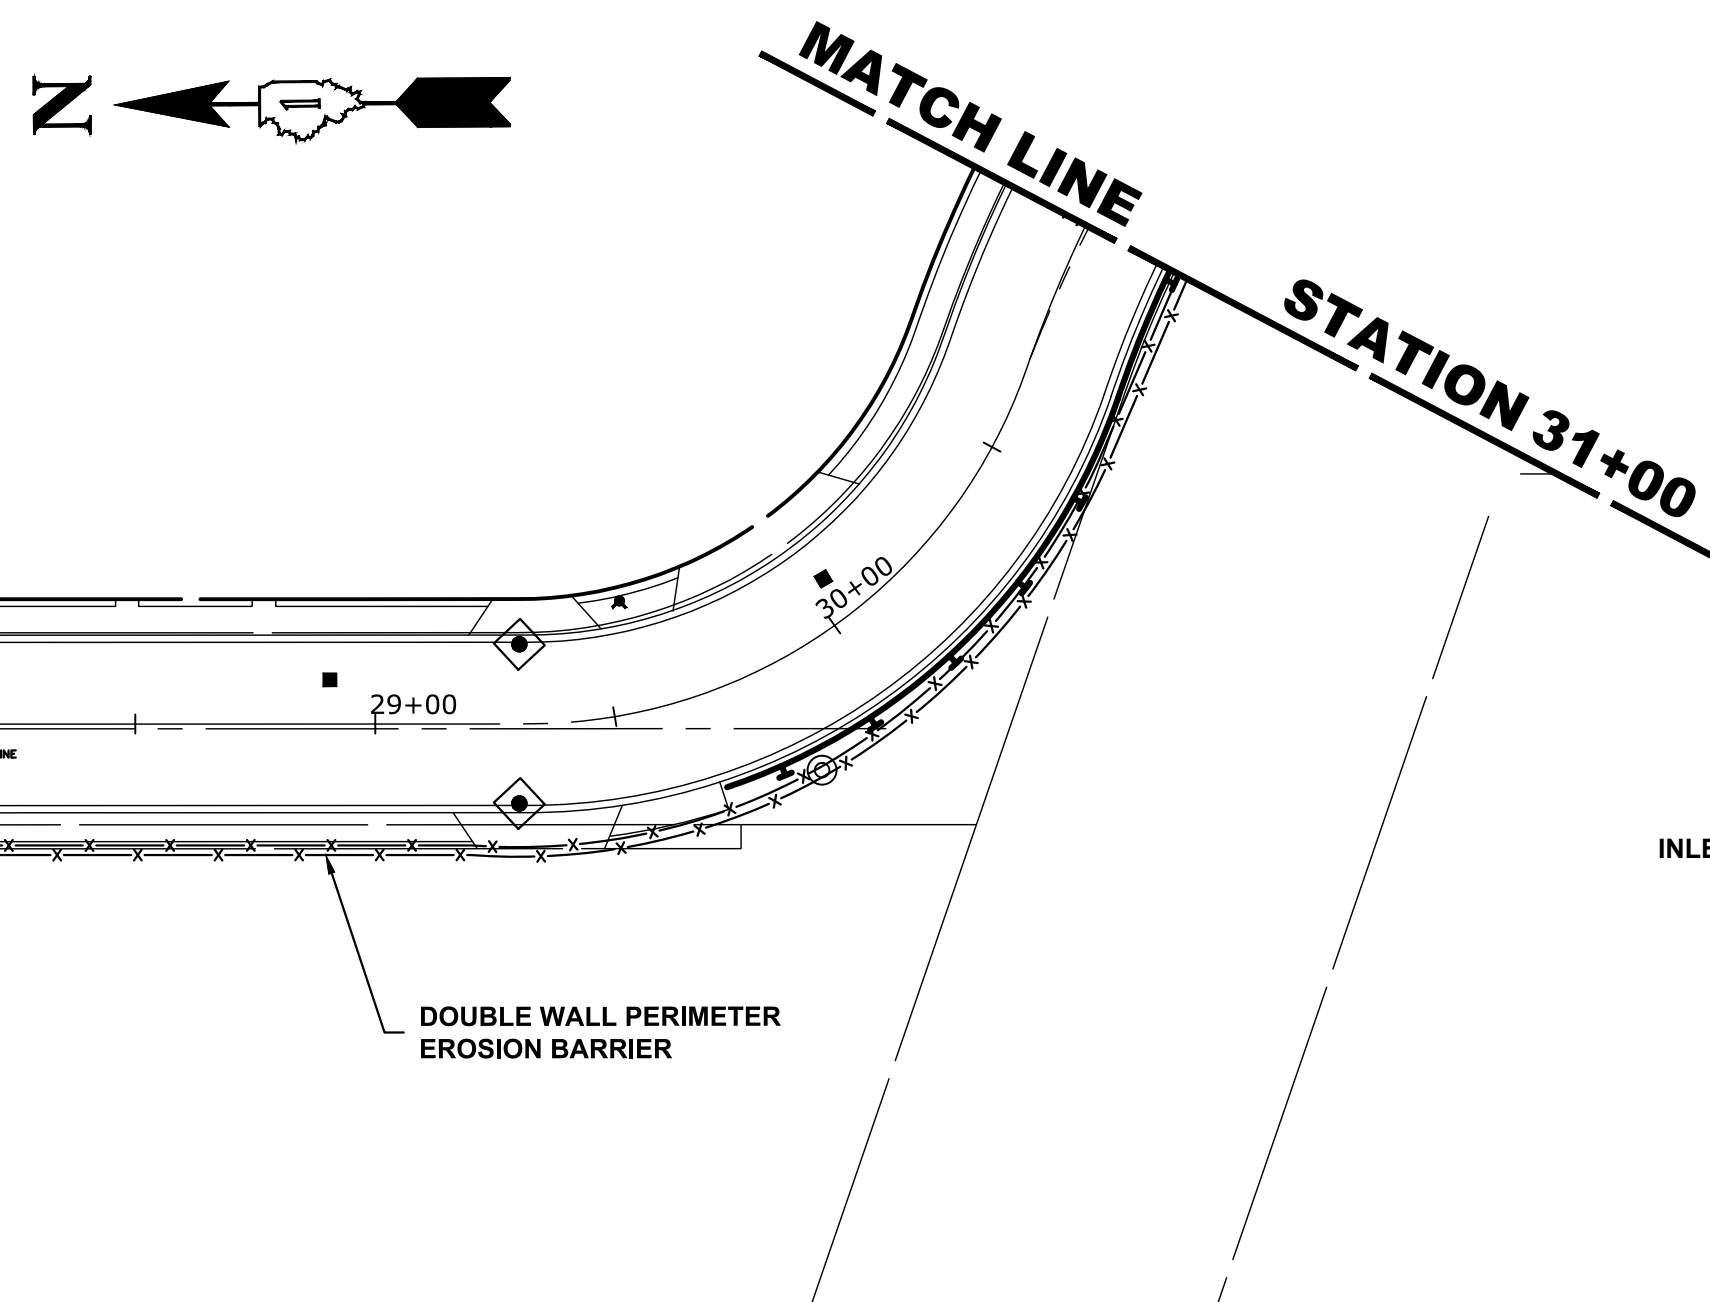 N
MATCH LINE
STATION 31+00
30+00
29+00
INE
INLE
DOUBLE WALL PERIMETER
EROSION BARRIER